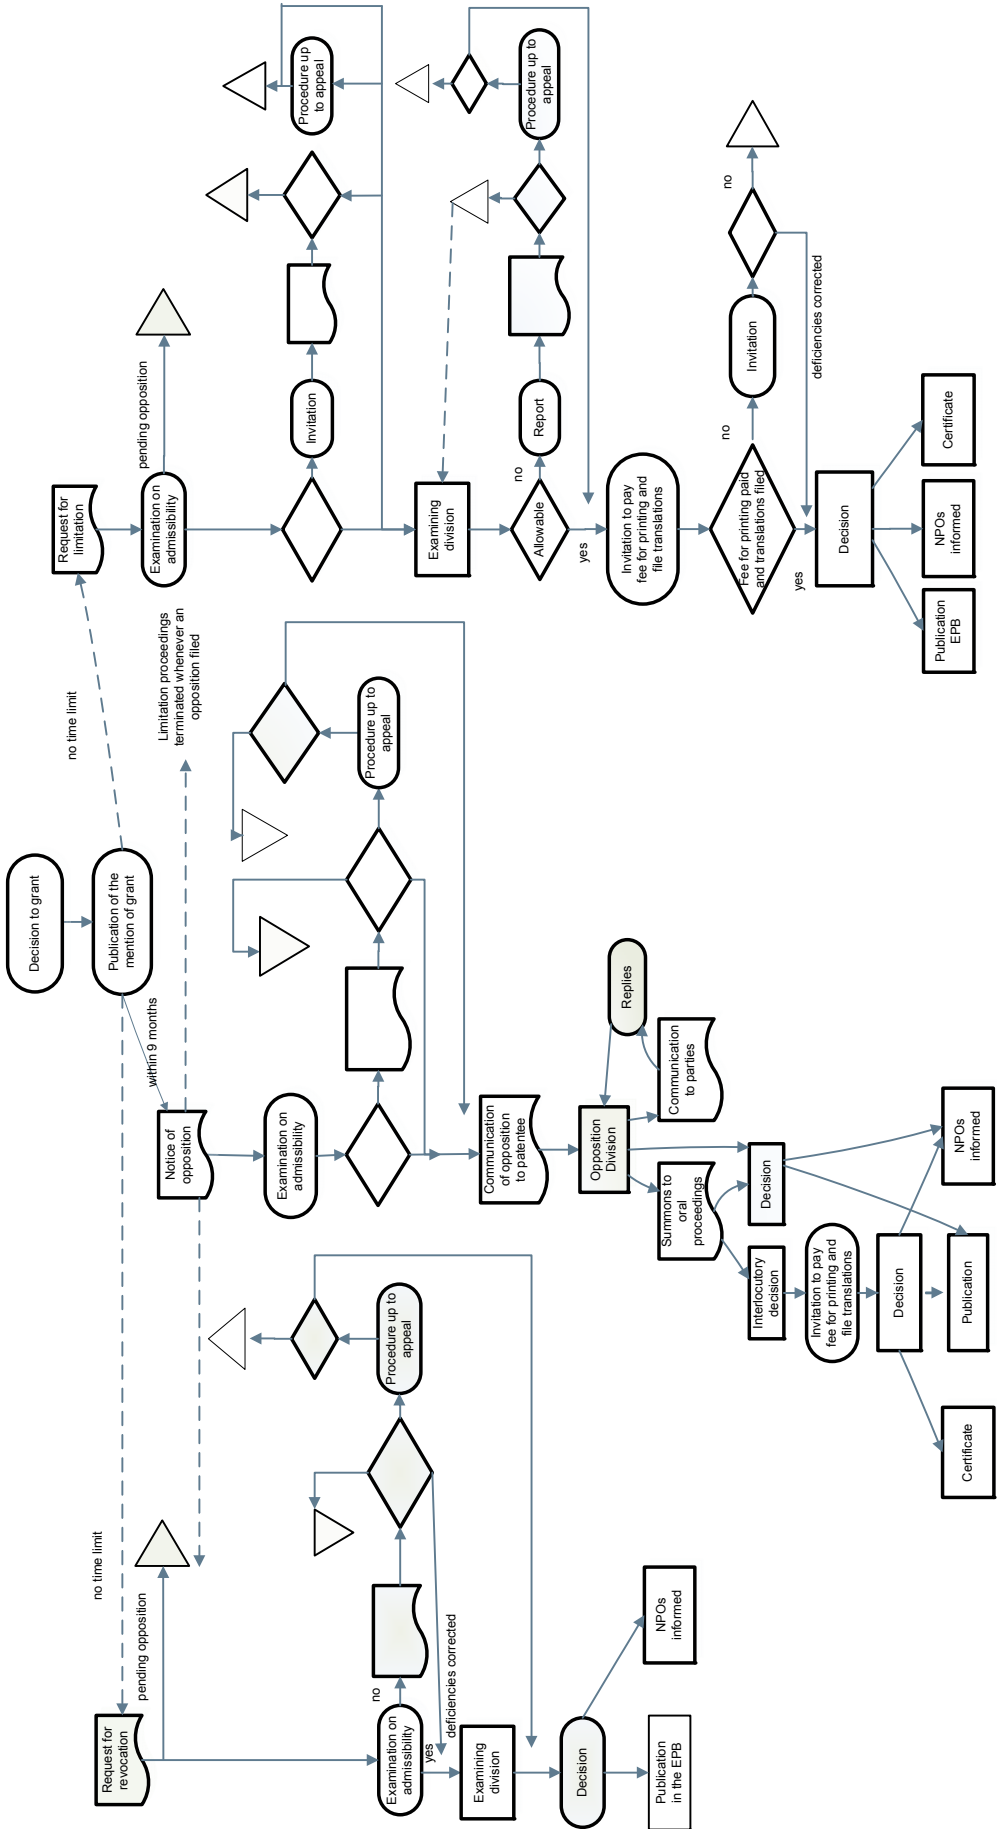 Decision to grant
Publication of the
mention of grant
no time limit
no time limit
within 9 months
Request for
revocation
pending opposition
Examination on
admissibility
no
yes
deficiencies corrected
Procedure up to
appeal
Examining
division
Decision
Publication
in the EPB
NPOs
informed
Notice of
opposition
Limitation proceedings
terminated whenever an
opposition filed
Examination on
admissibility
Procedure up to
appeal
Communication
of opposition
to patentee
Opposition
Division
Replies
Communication
to parties
Summons to
oral
proceedings
Decision
Interlocutory
decision
Invitation to pay
fee for printing and
file translations
Decision
Certificate
Publication
NPOs
informed
Request for
limitation
pending opposition
Examination on
admissibility
Invitation
Procedure up
to appeal
Examining
division
Allowable
no
yes
Report
Procedure up to
appeal
Invitation to pay
fee for printing and
file translations
Fee for printing paid
and translations filed
no
yes
Invitation
no
deficiencies corrected
Decision
Publication
EPB
NPOs
informed
Certificate